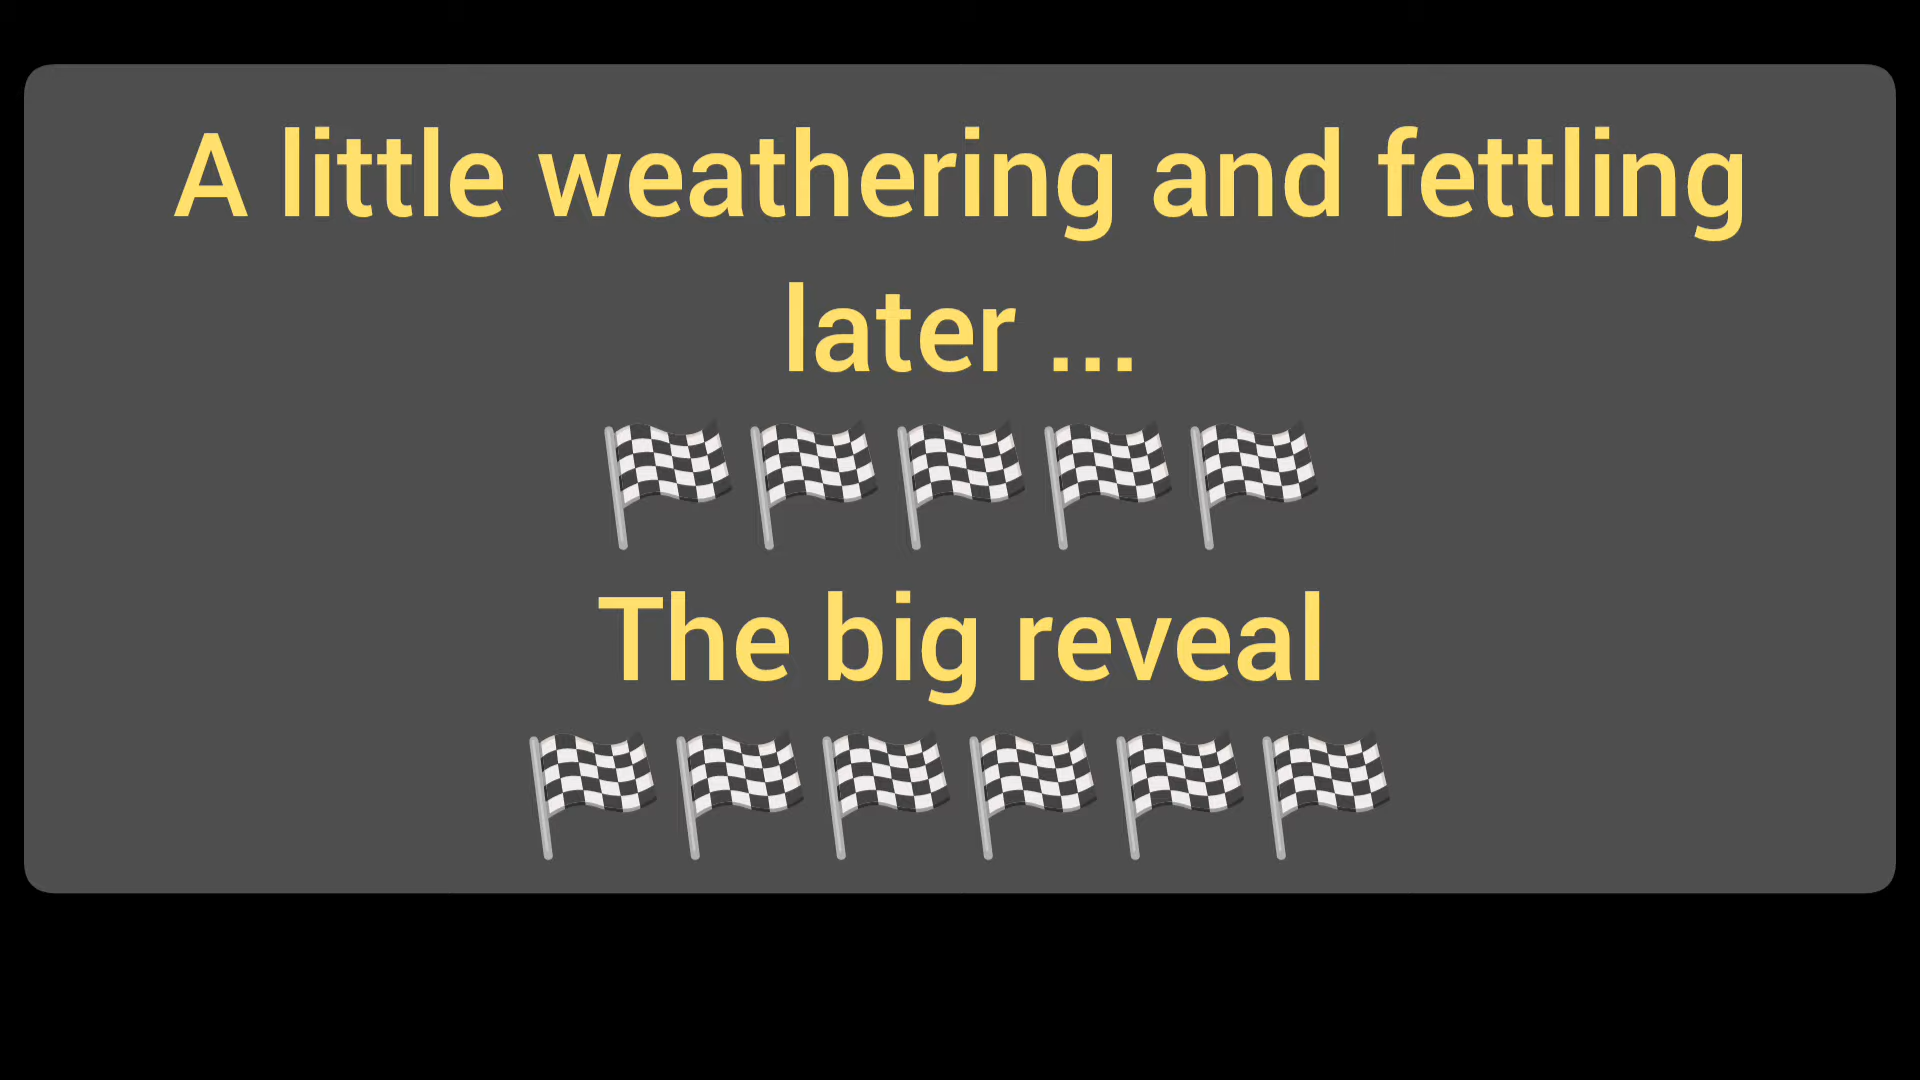 A little weathering and fettling
later ...
🏁🏁🏁🏁🏁
The big reveal
🏁🏁🏁🏁🏁🏁